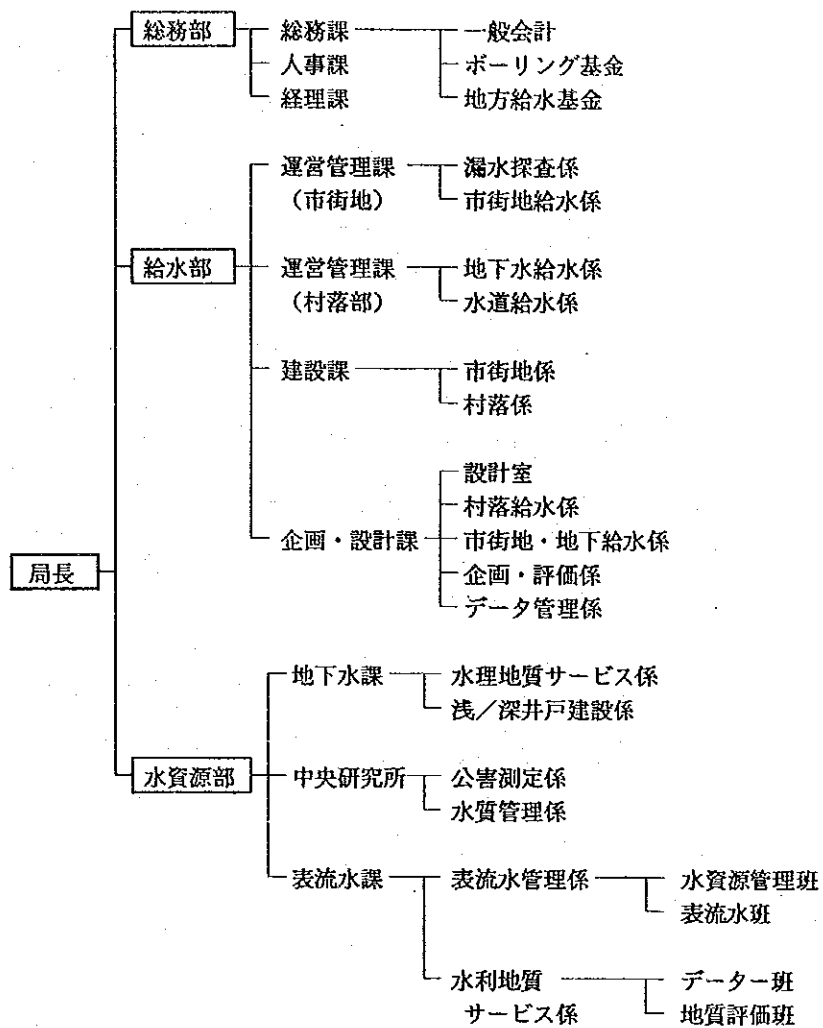 総務部 総務課 一般会計
人事課 ボーリング基金
経理課 地方給水基金
運営管理課 漏水探査係
（市街地） 市街地給水係
給水部 運営管理課 地下水給水係
（村落部） 水道給水係
建設課 市街地係
村落係
設計室
村落給水係
企画・設計課 市街地・地下給水係
局長 企画・評価係
データ管理係
地下水課 水理地質サービス係
浅／深井戸建設係
水資源部 中央研究所 公害測定係
水質管理係
表流水課 表流水管理係 水資源管理班
表流水班
水利地質 データー班
サービス係 地質評価班